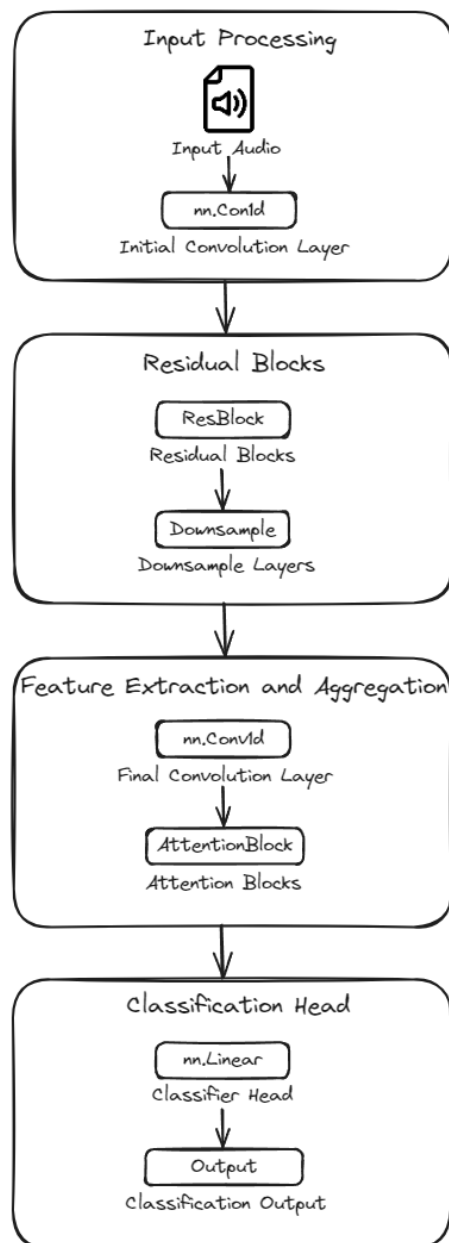 Input Processing
Input Audio
nn.Con1d
Initial Convolution Layer
Residual Blocks
ResBlock
Residual Blocks
Downsample
Downsample Layers
Feature Extraction and Aggregation
nn.Conv1d
Final Convolution Layer
AttentionBlock
Attention Blocks
Classification Head
nn.Linear
Classifier Head
Output
Classification Output